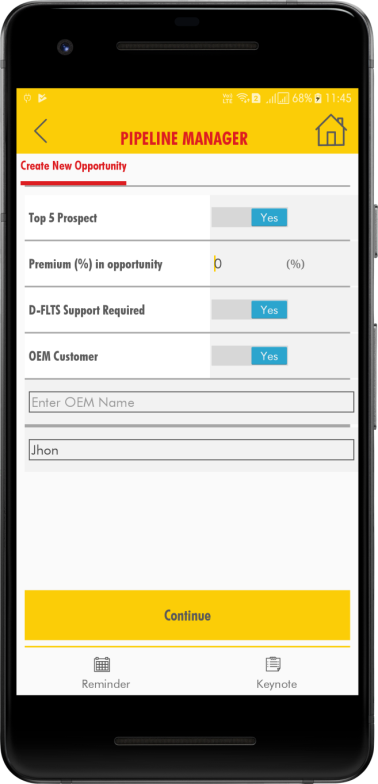 68% 11:45
PIPELINE MANAGER
Create New Opportunity
Top 5 Prospect Yes
Premium (%) in opportunity 0 (%)
D-FLTS Support Required Yes
OEM Customer Yes
Enter OEM Name
Jhon
Continue
Reminder Keynote